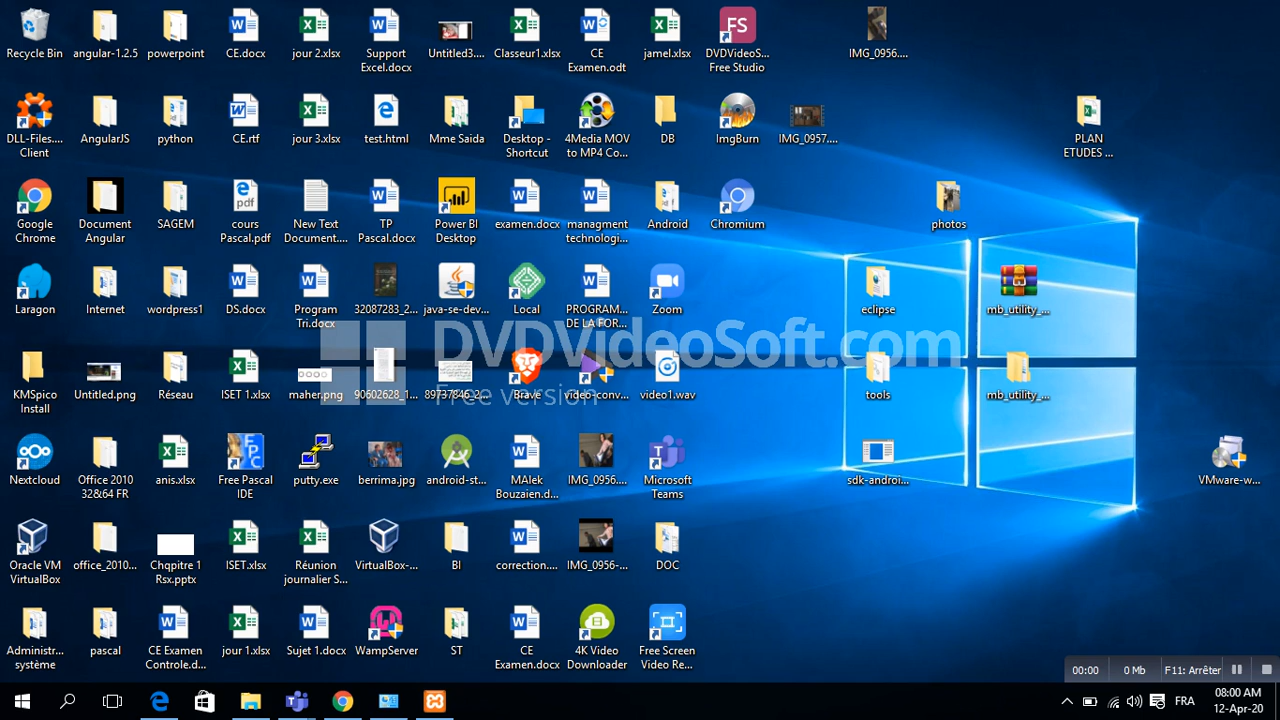 Recycle Bin
angular-1.2.5
powerpoint
CE.docx
jour 2.xlsx
Support
Excel.docx
Untitled3....
Classeur1.xlsx
CE
Examen.odt
jamel.xlsx
FS
DVDVideoS...
Free Studio
IMG_0956....
DLL-Files....
Client
AngularJS
python
CE.rtf
jour 3.xlsx
test.html
Mme Saida
Desktop -
Shortcut
4Media MOV
to MP4 Co...
DB
ImgBurn
IMG_0957....
PLAN
ETUDES ...
Google
Chrome
Document
Angular
SAGEM
pdf
cours
Pascal.pdf
New Text
Document....
TP
Pascal.docx
Power BI
Desktop
examen.docx
managment
technologi...
Android
Chromium
photos
Laragon
Internet
wordpress1
DS.docx
Program
Tri.docx
32087283_2...
java-se-dev...
Local
PROGRAM...
DE LA FOR...
Zoom
eclipse
mb_utility_...
DVDVideoSoft.com
Free version
KMSpico
Install
Untitled.png
Réseau
ISET 1.xlsx
maher.png
90602628_1...
89737846_2...
Brave
video-conv...
video1.wav
tools
mb_utility_...
Nextcloud
Office 2010
32&64 FR
anis.xlsx
Free Pascal
IDE
putty.exe
berrima.jpg
android-st...
MAlek
Bouzaien.d...
IMG_0956....
Microsoft
Teams
sdk-androi...
VMware-w...
Oracle VM
VirtualBox
office_2010...
Chqpitre 1
Rsx.pptx
ISET.xlsx
Réunion
journalier S...
VirtualBox-...
BI
correction....
IMG_0956-...
DOC
Administr...
système
pascal
CE Examen
Controle.d...
jour 1.xlsx
Sujet 1.docx
WampServer
ST
CE
Examen.docx
4K Video
Downloader
Free Screen
Video Re...
00:00
0 Mb
F11: Arrêter
FRA
08:00 AM
12-Apr-20